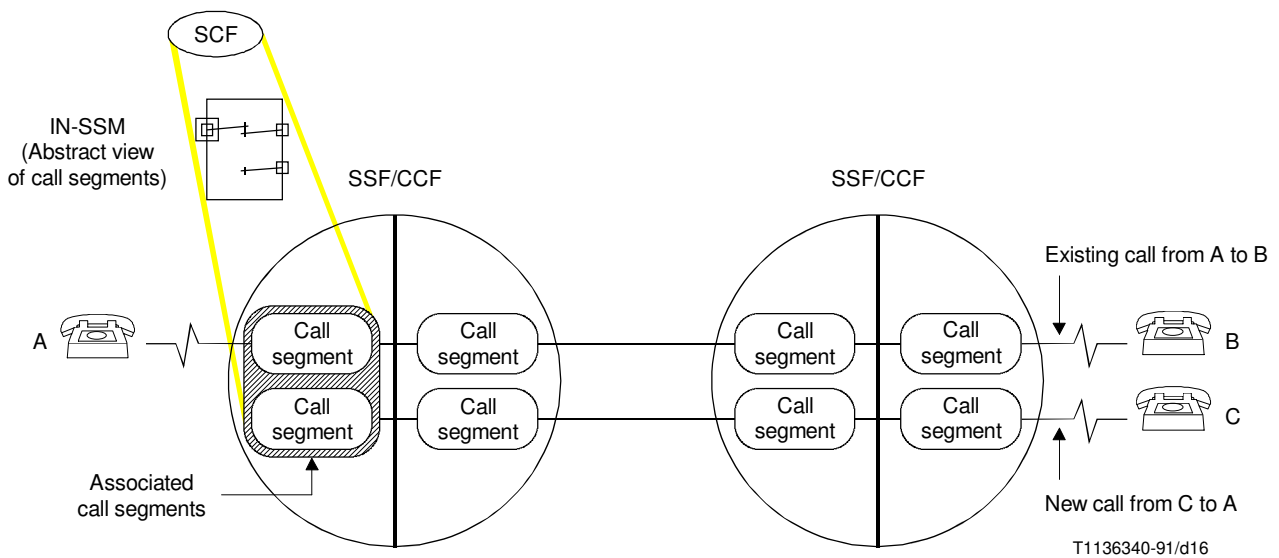 SCF
IN-SSM
(Abstract view
of call segments)
SSF/CCF
SSF/CCF
Existing call from A to B
A
Call
segment
Call
segment
Call
segment
Call
segment
B
Call
segment
Call
segment
Call
segment
Call
segment
C
Associated
call segments
New call from C to A
T1136340-91/d16